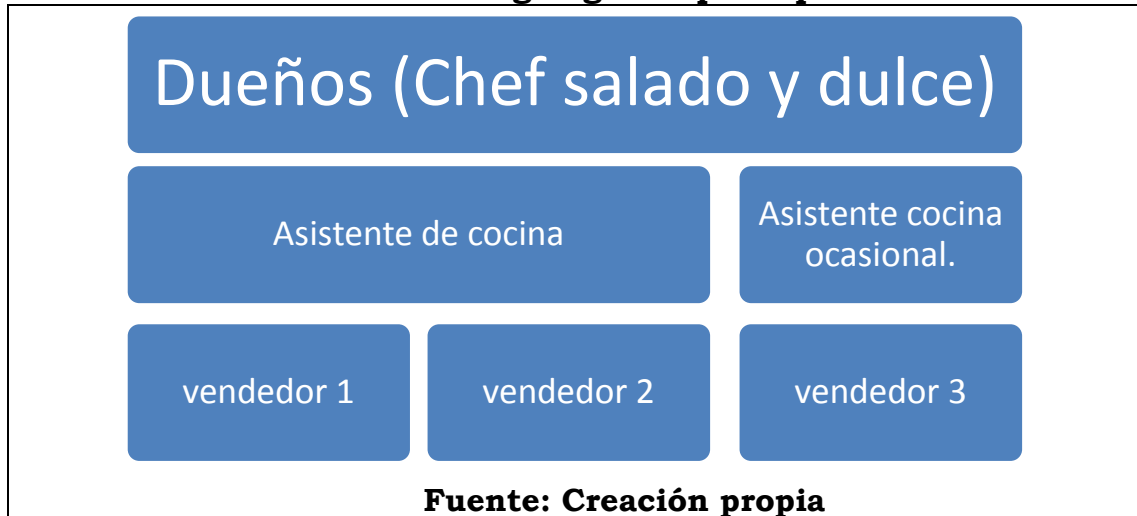 Dueños (Chef salado y dulce)
Asistente de cocina
Asistente cocina
ocasional.
vendedor 1
vendedor 2
vendedor 3
Fuente: Creación propia